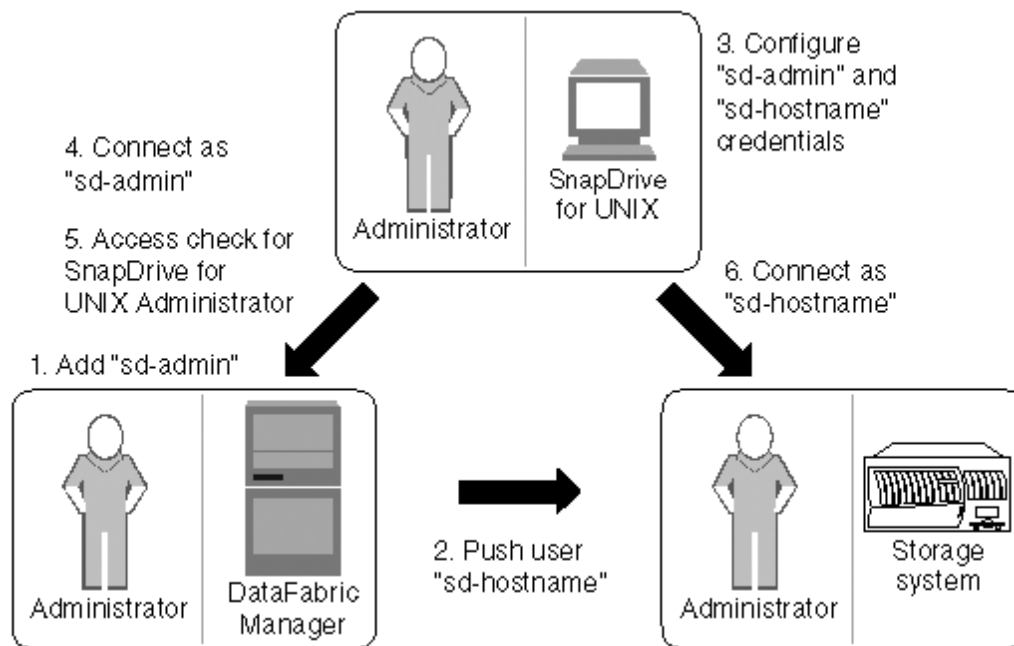 3. Configure
"sd-admin" and
"sd-hostname"
credentials
4. Connect as
"sd-admin"
SnapDrive
for UNIX
Administrator
5. Access check for
SnapDrive for
UNIX Administrator
6. Connect as
"sd-hostname"
1. Add "sd-admin"
2. Push user
"sd-hostname"
Administrator
DataFabric
Manager
Administrator
Storage
system